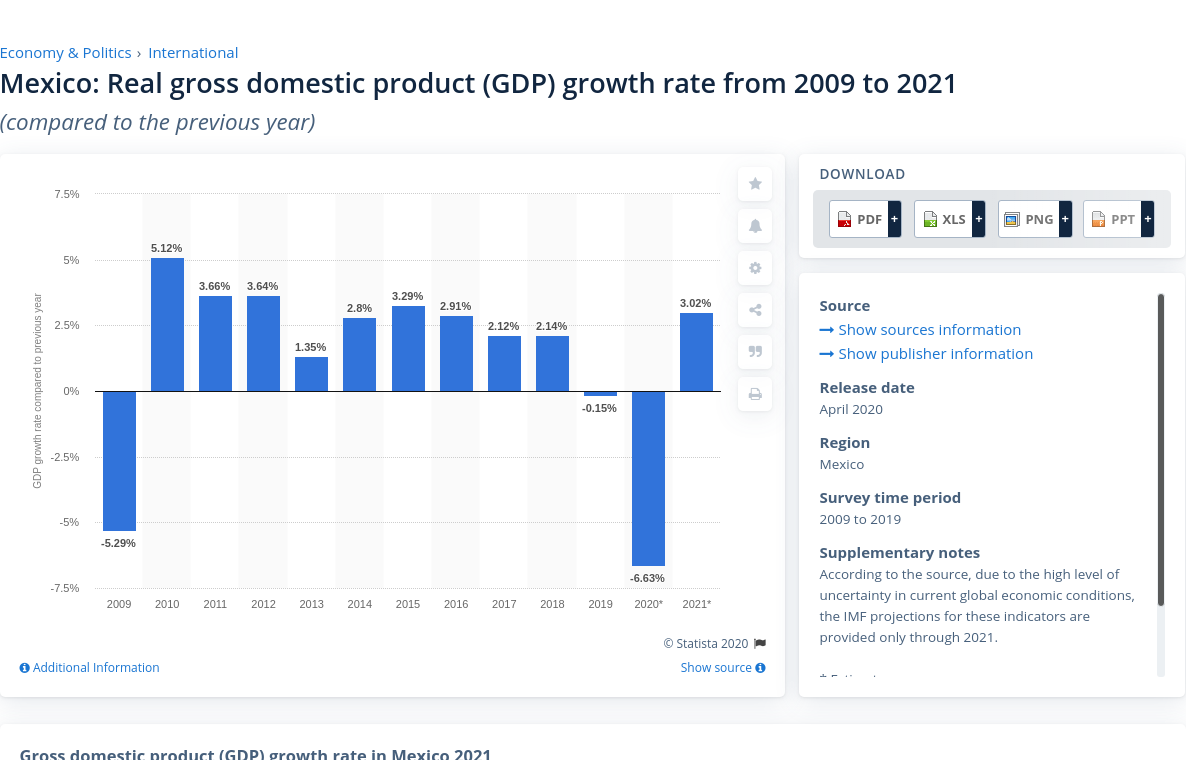 Economy & Politics › International
Mexico: Real gross domestic product (GDP) growth rate from 2009 to 2021
(compared to the previous year)
GDP growth rate compared to previous year
7.5%
5%
2.5%
0%
-2.5%
-5%
-7.5%
-5.29%
5.12%
3.66%
3.64%
1.35%
2.8%
3.29%
2.91%
2.12%
2.14%
-0.15%
-6.63%
3.02%
2009 2010 2011 2012 2013 2014 2015 2016 2017 2018 2019 2020* 2021*
© Statista 2020
Additional Information
Show source
DOWNLOAD
PDF + XLS + PNG + PPT +
Source
Show sources information
Show publisher information
Release date
April 2020
Region
Mexico
Survey time period
2009 to 2019
Supplementary notes
According to the source, due to the high level of
uncertainty in current global economic conditions,
the IMF projections for these indicators are
provided only through 2021.
Gross domestic product (GDP) growth rate in Mexico 2021